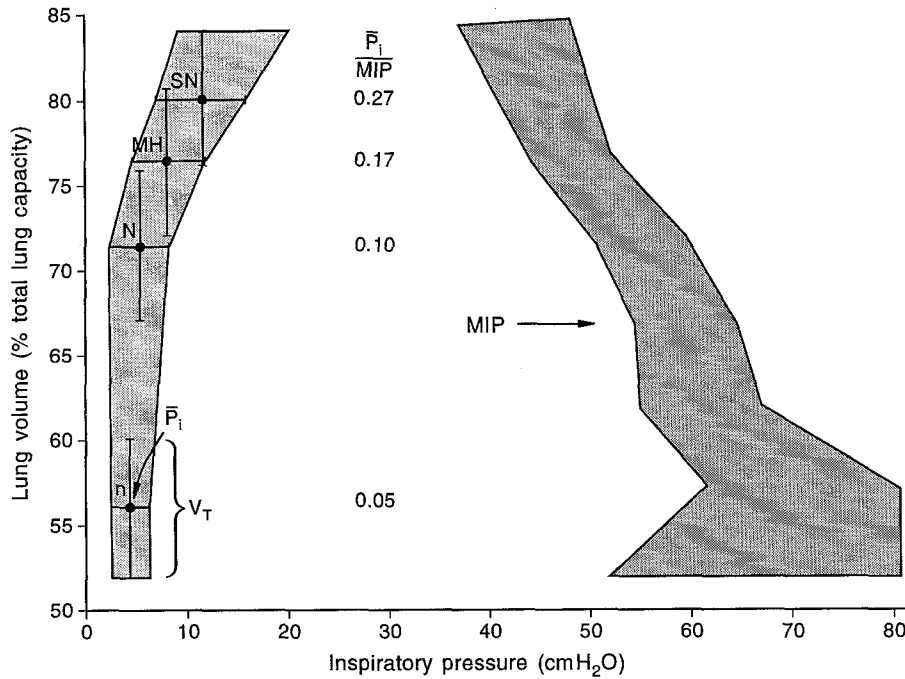 Lung volume (% total lung capacity)
85
80
75
70
65
60
55
50
0
10
20
30
40
50
60
70
80
Inspiratory pressure (cmH₂O)
P̄ᵢ
MIP
SN
0.27
MH
0.17
N
0.10
MIP
P̄ᵢ
n
V_T
0.05